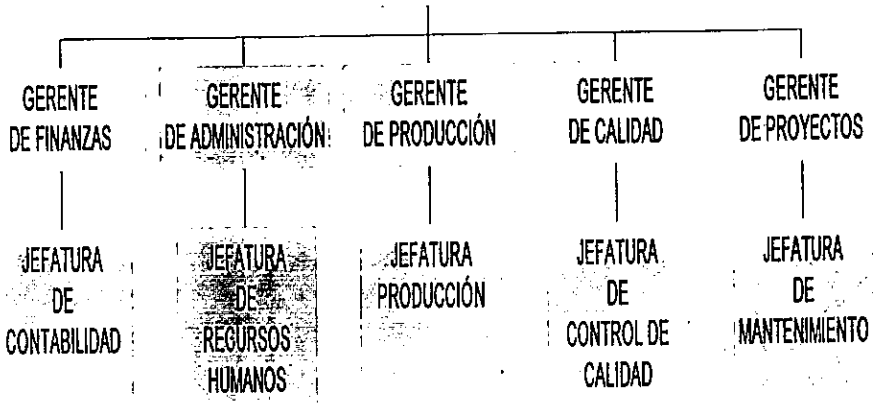 GERENTE
DE FINANZAS
GERENTE
DE ADMINISTRACIÓN
GERENTE
DE PRODUCCIÓN
GERENTE
DE CALIDAD
GERENTE
DE PROYECTOS
JEFATURA
DE
CONTABILIDAD
JEFATURA
DE
RECURSOS
HUMANOS
JEFATURA
PRODUCCIÓN
JEFATURA
DE
CONTROL DE
CALIDAD
JEFATURA
DE
MANTENIMIENTO